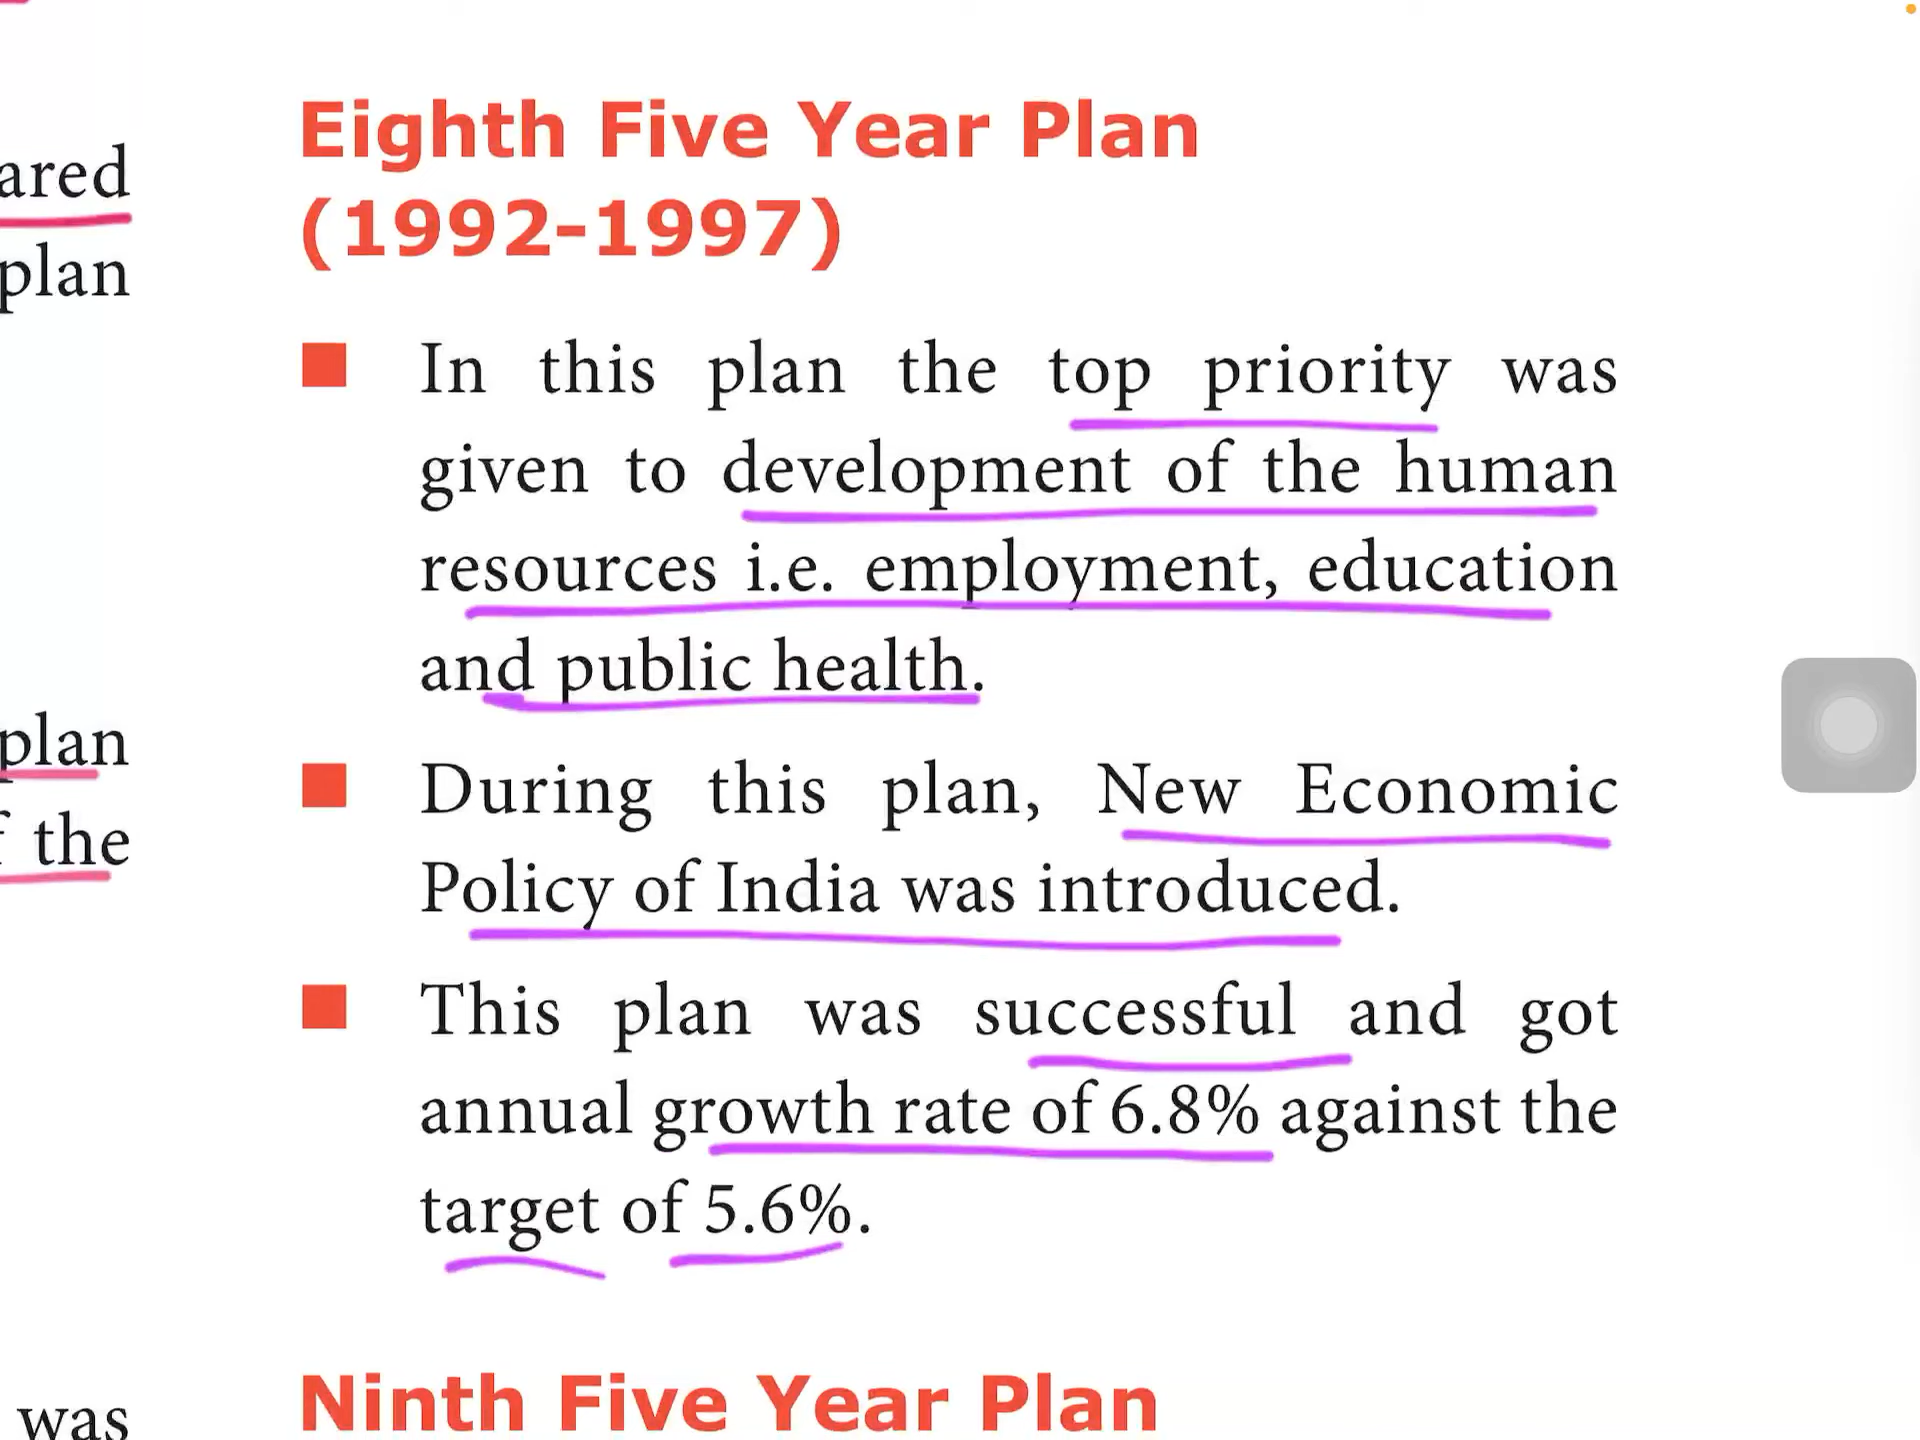 ared
plan
plan
the
was
Eighth Five Year Plan
(1992-1997)
In this plan the top priority was
given to development of the human
resources i.e. employment, education
and public health.
During this plan, New Economic
Policy of India was introduced.
This plan was successful and got
annual growth rate of 6.8% against the
target of 5.6%.
Ninth Five Year Plan